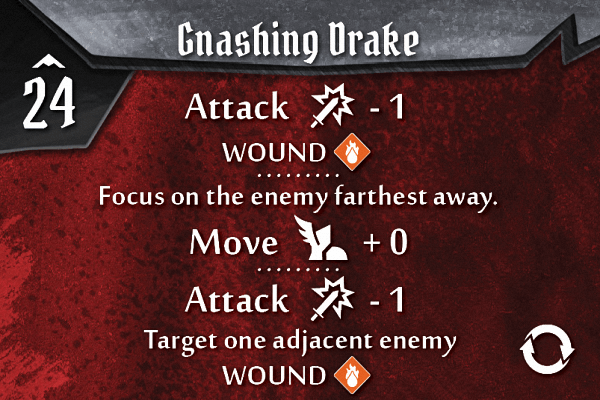 Gnashing Drake
24
Attack - 1
WOUND
Focus on the enemy farthest away.
Move + 0
Attack - 1
Target one adjacent enemy
WOUND